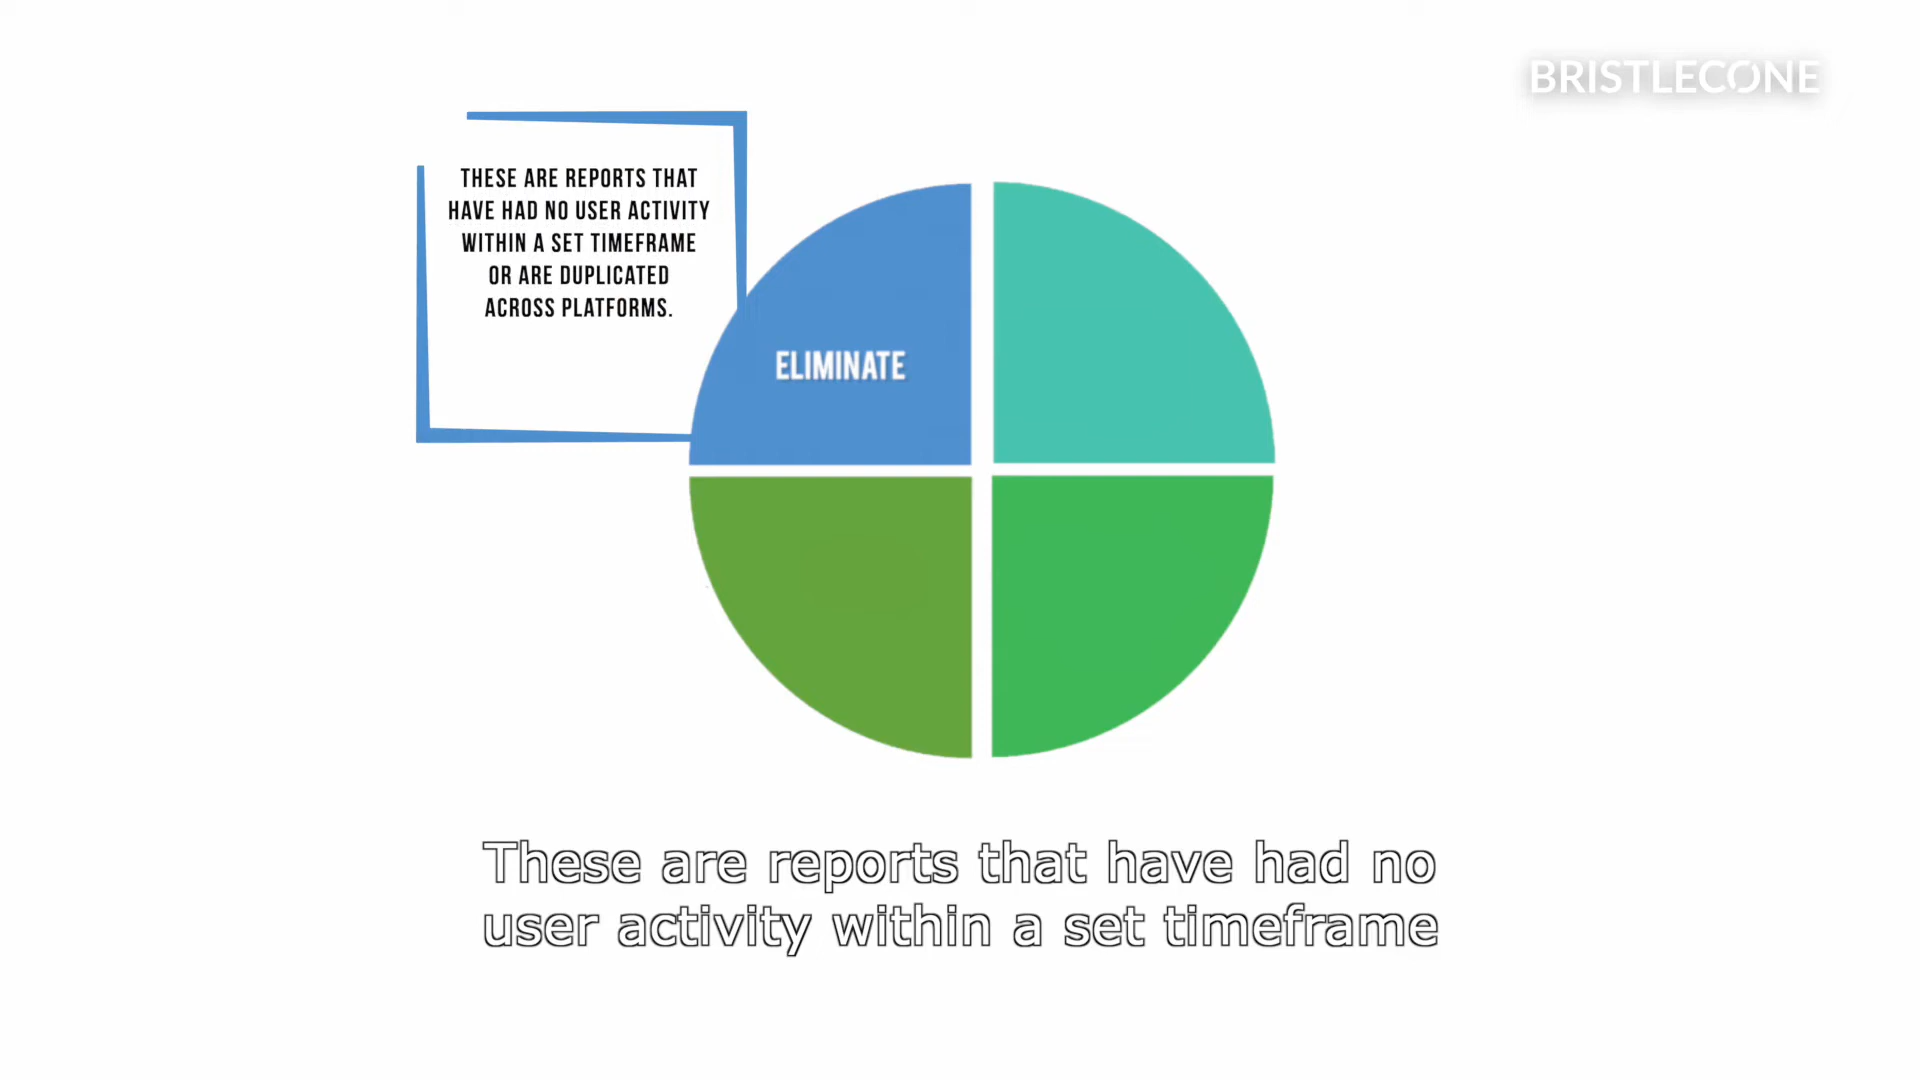 BRISTLECONE
THESE ARE REPORTS THAT
HAVE HAD NO USER ACTIVITY
WITHIN A SET TIMEFRAME
OR ARE DUPLICATED
ACROSS PLATFORMS.
ELIMINATE
These are reports that have had no
user activity within a set timeframe